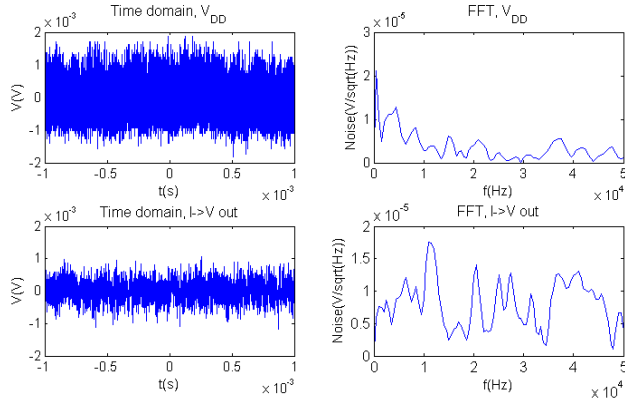 Time domain, V_DD
x 10^-3
2
1
0
-1
-2
V(V)
-1 -0.5 0 0.5 1
t(s)
x 10^-3
FFT, V_DD
x 10^-5
3
2
1
0
Noise(V/sqrt(Hz))
0 1 2 3 4 5
f(Hz)
x 10^4
Time domain, I->V out
x 10^-3
2
1
0
-1
-2
V(V)
-1 -0.5 0 0.5 1
t(s)
x 10^-3
FFT, I->V out
x 10^-5
2
1.5
1
0.5
0
Noise(V/sqrt(Hz))
0 1 2 3 4 5
f(Hz)
x 10^4